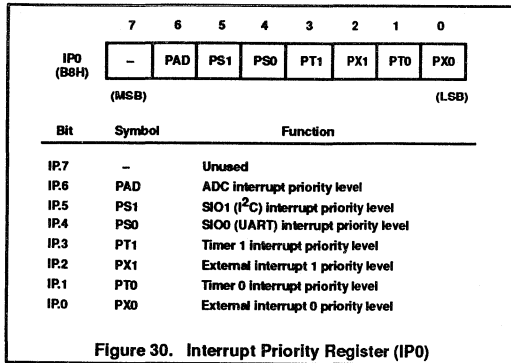 7 6 5 4 3 2 1 0
IP0 (B8H) – PAD PS1 PS0 PT1 PX1 PT0 PX0
(MSB) (LSB)
Bit Symbol Function
IP.7 – Unused
IP.6 PAD ADC interrupt priority level
IP.5 PS1 SIO1 (I²C) interrupt priority level
IP.4 PS0 SIO0 (UART) interrupt priority level
IP.3 PT1 Timer 1 interrupt priority level
IP.2 PX1 External interrupt 1 priority level
IP.1 PT0 Timer 0 interrupt priority level
IP.0 PX0 External interrupt 0 priority level
Figure 30. Interrupt Priority Register (IP0)